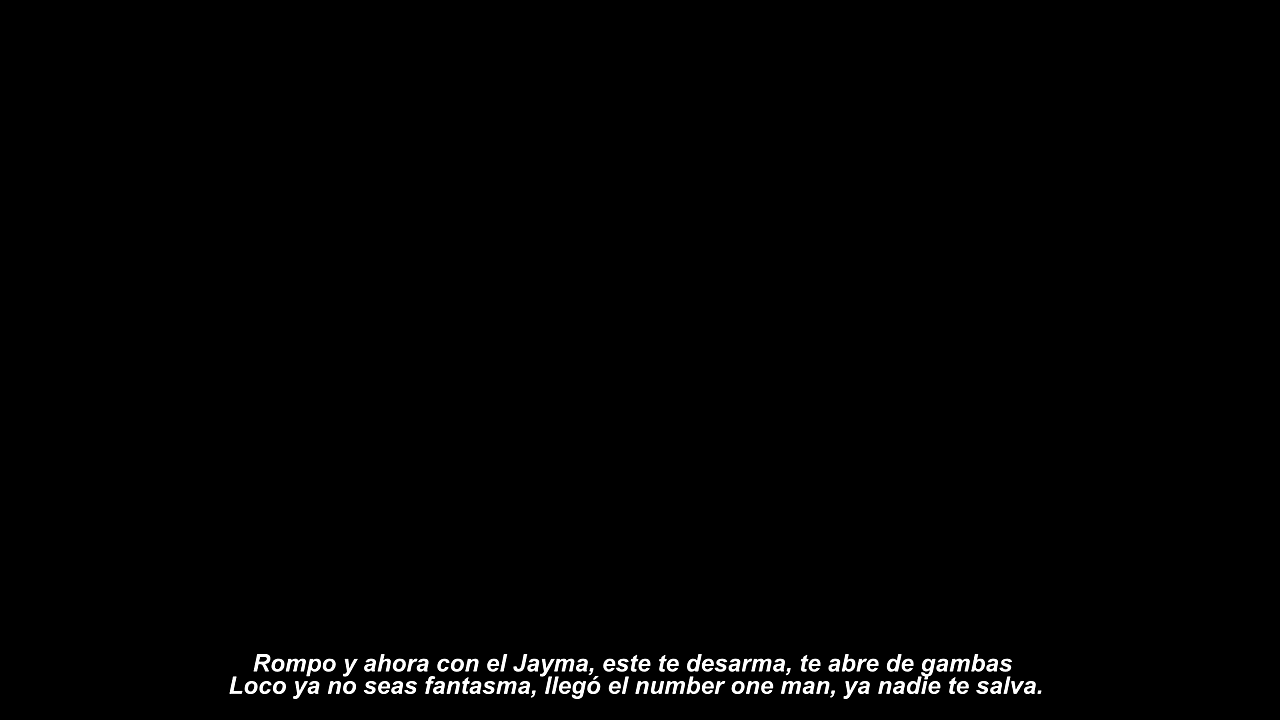 Rompo y ahora con el Jayma, este te desarma, te abre de gambas
Loco ya no seas fantasma, llegó el number one man, ya nadie te salva.